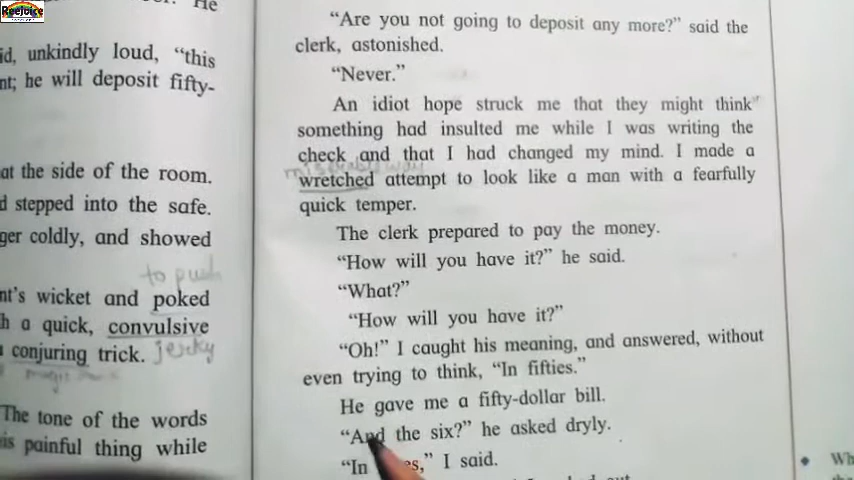 Reejoice
He
id, unkindly loud, “this
nt; he will deposit fifty-
at the side of the room.
d stepped into the safe.
ger coldly, and showed
to push
nt’s wicket and poked
h a quick, convulsive
conjuring trick. jerky
The tone of the words
is painful thing while
“Are you not going to deposit any more?” said the
clerk, astonished.
“Never.”
An idiot hope struck me that they might think
something had insulted me while I was writing the
check and that I had changed my mind. I made a
wretched attempt to look like a man with a fearfully
quick temper.
The clerk prepared to pay the money.
“How will you have it?” he said.
“What?”
“How will you have it?”
“Oh!” I caught his meaning, and answered, without
even trying to think, “In fifties.”
He gave me a fifty-dollar bill.
“And the six?” he asked dryly.
“In es,” I said.
Wh